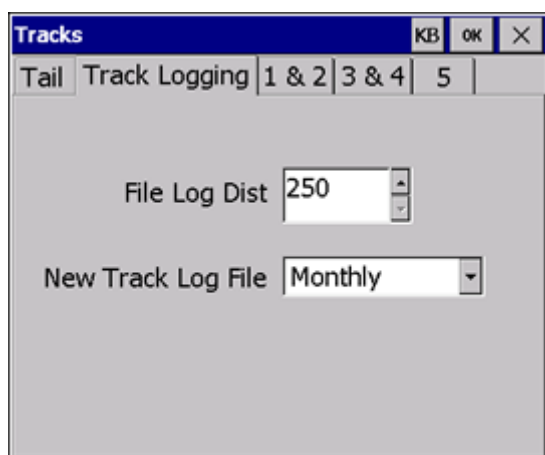 Tracks KB OK
Tail Track Logging 1 & 2 3 & 4 5
File Log Dist 250
New Track Log File Monthly